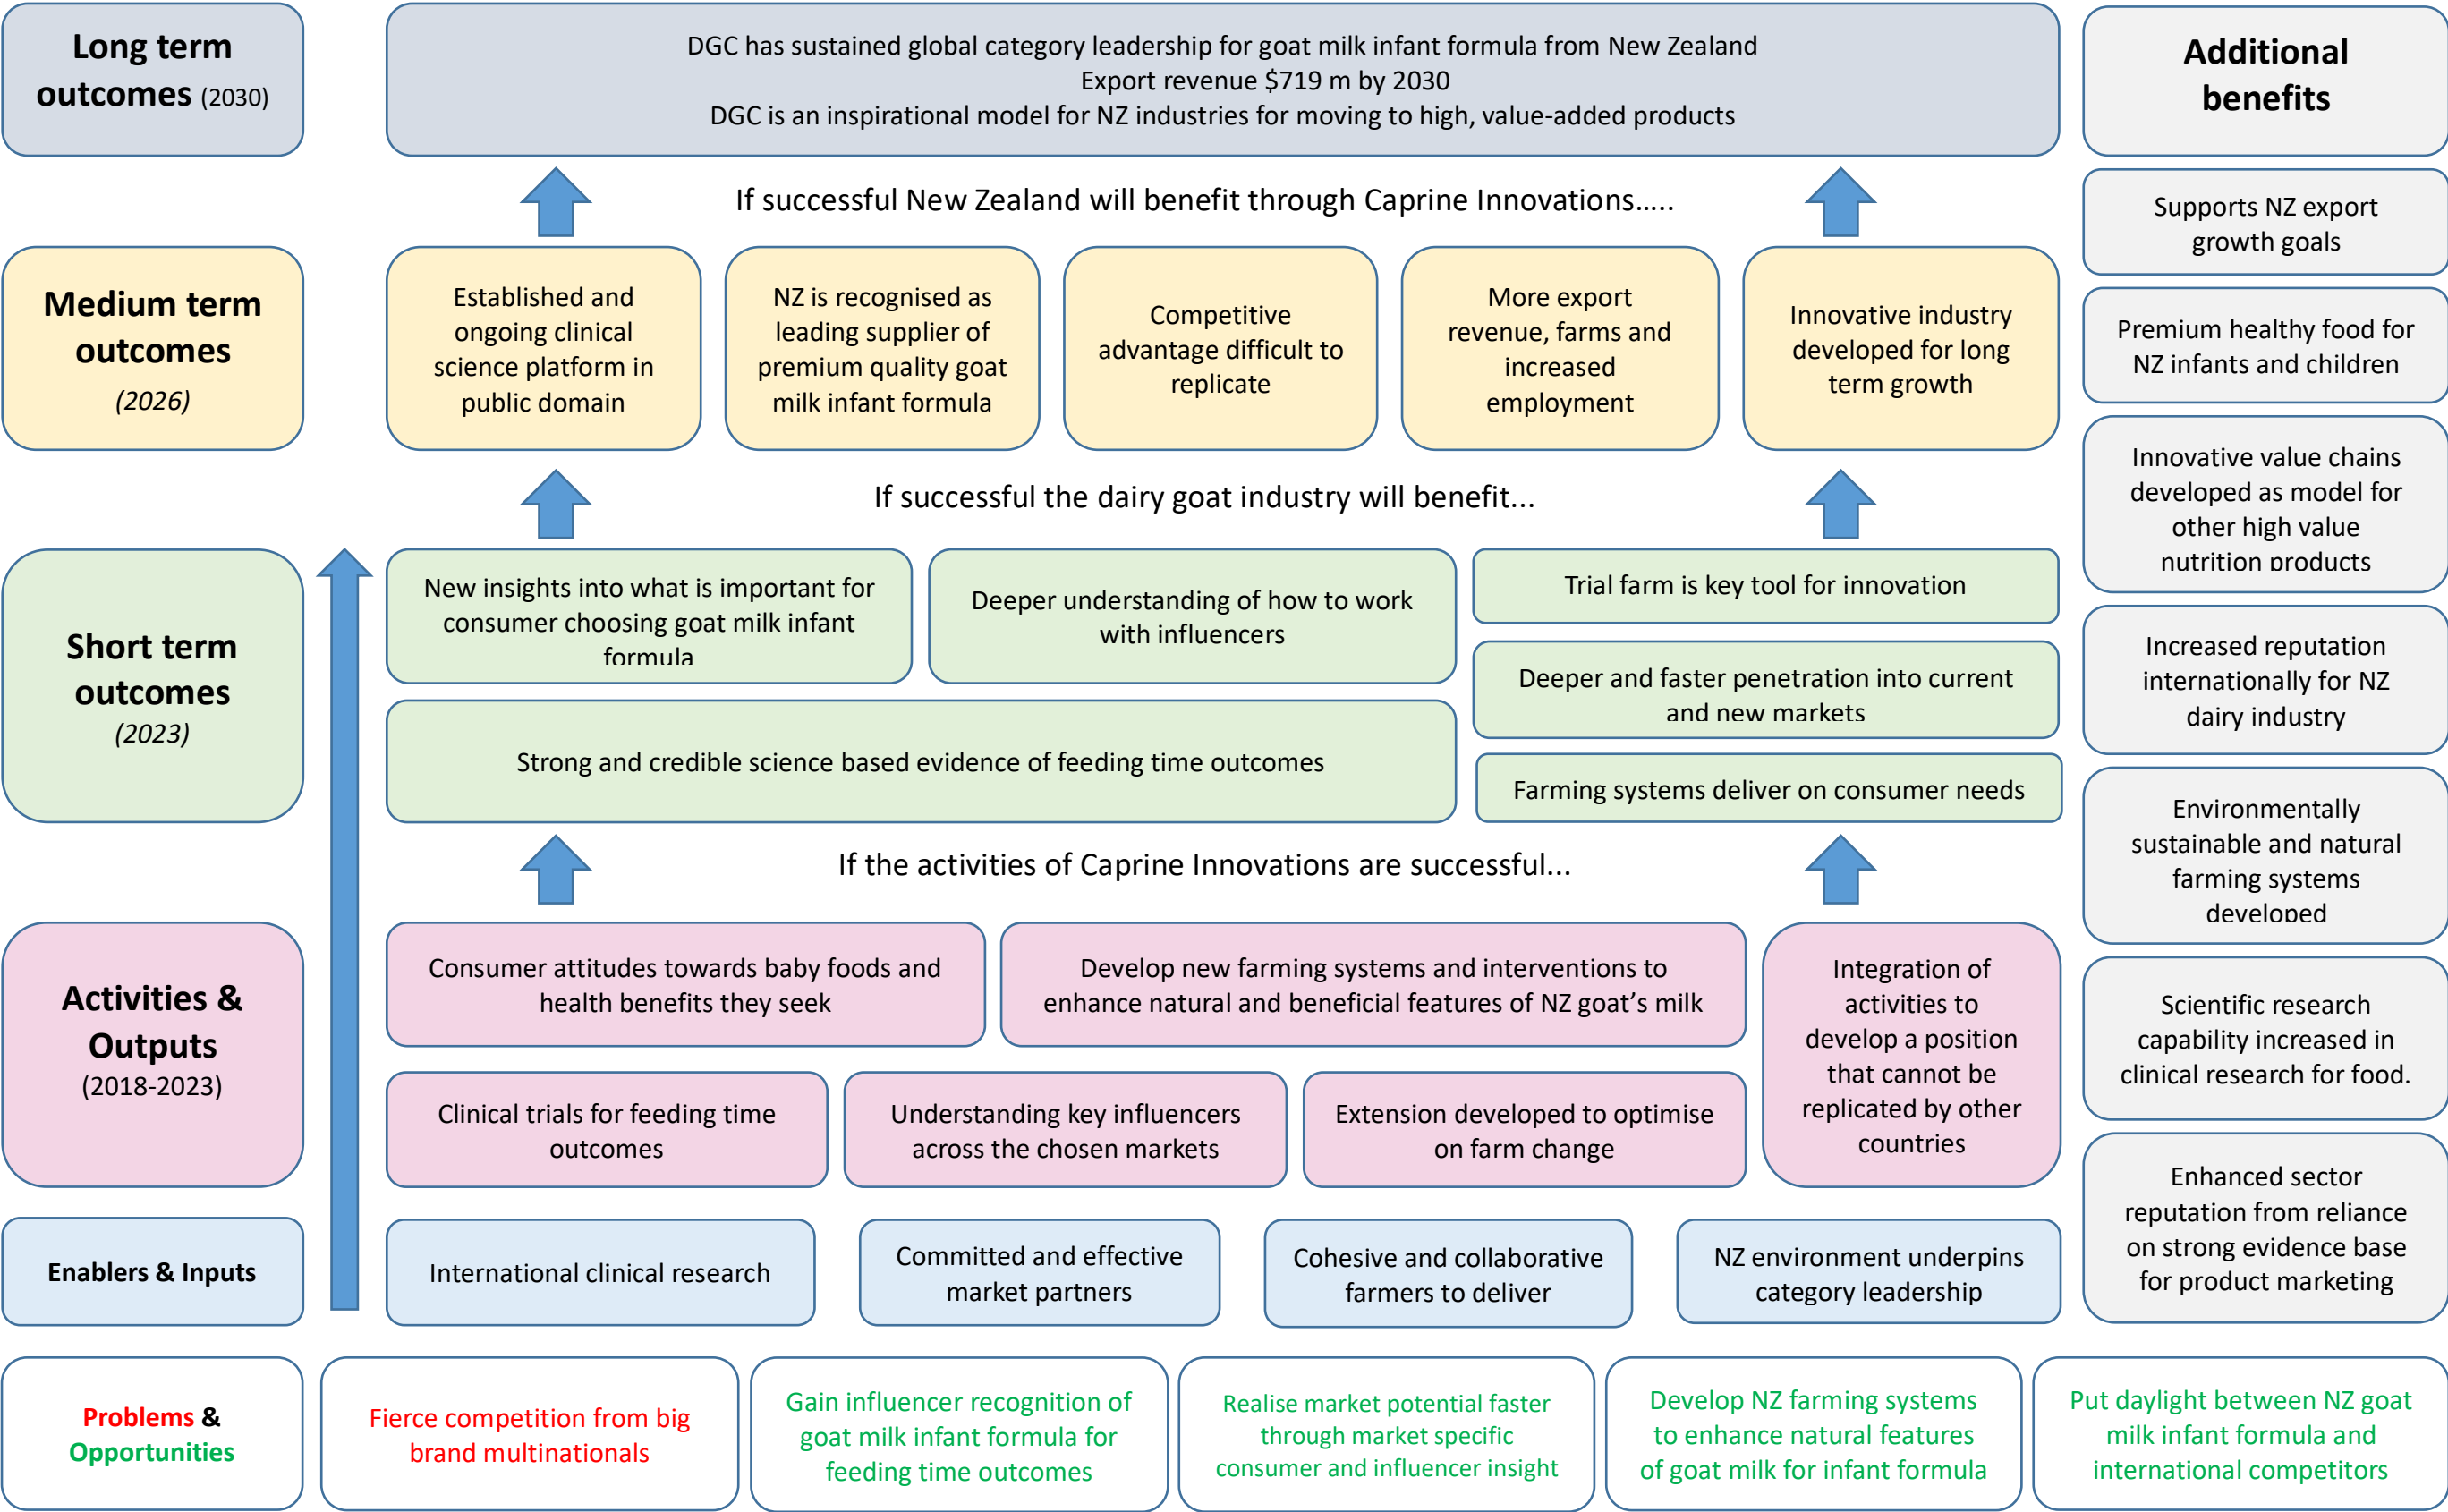 Long term
outcomes (2030)
DGC has sustained global category leadership for goat milk infant formula from New Zealand
Export revenue $719 m by 2030
DGC is an inspirational model for NZ industries for moving to high, value-added products
Additional
benefits
If successful New Zealand will benefit through Caprine Innovations.....
Supports NZ export
growth goals
Medium term
outcomes
(2026)
Established and
ongoing clinical
science platform in
public domain
NZ is recognised as
leading supplier of
premium quality goat
milk infant formula
Competitive
advantage difficult to
replicate
More export
revenue, farms and
increased
employment
Innovative industry
developed for long
term growth
Premium healthy food for
NZ infants and children
Innovative value chains
developed as model for
other high value
nutrition products
If successful the dairy goat industry will benefit...
Short term
outcomes
(2023)
New insights into what is important for
consumer choosing goat milk infant
formula
Deeper understanding of how to work
with influencers
Trial farm is key tool for innovation
Deeper and faster penetration into current
and new markets
Strong and credible science based evidence of feeding time outcomes
Farming systems deliver on consumer needs
Increased reputation
internationally for NZ
dairy industry
Environmentally
sustainable and natural
farming systems
developed
If the activities of Caprine Innovations are successful...
Activities &
Outputs
(2018-2023)
Consumer attitudes towards baby foods and
health benefits they seek
Develop new farming systems and interventions to
enhance natural and beneficial features of NZ goat’s milk
Integration of
activities to
develop a position
that cannot be
replicated by other
countries
Clinical trials for feeding time
outcomes
Understanding key influencers
across the chosen markets
Extension developed to optimise
on farm change
Scientific research
capability increased in
clinical research for food.
Enhanced sector
reputation from reliance
on strong evidence base
for product marketing
Enablers & Inputs
International clinical research
Committed and effective
market partners
Cohesive and collaborative
farmers to deliver
NZ environment underpins
category leadership
Problems &
Opportunities
Fierce competition from big
brand multinationals
Gain influencer recognition of
goat milk infant formula for
feeding time outcomes
Realise market potential faster
through market specific
consumer and influencer insight
Develop NZ farming systems
to enhance natural features
of goat milk for infant formula
Put daylight between NZ goat
milk infant formula and
international competitors